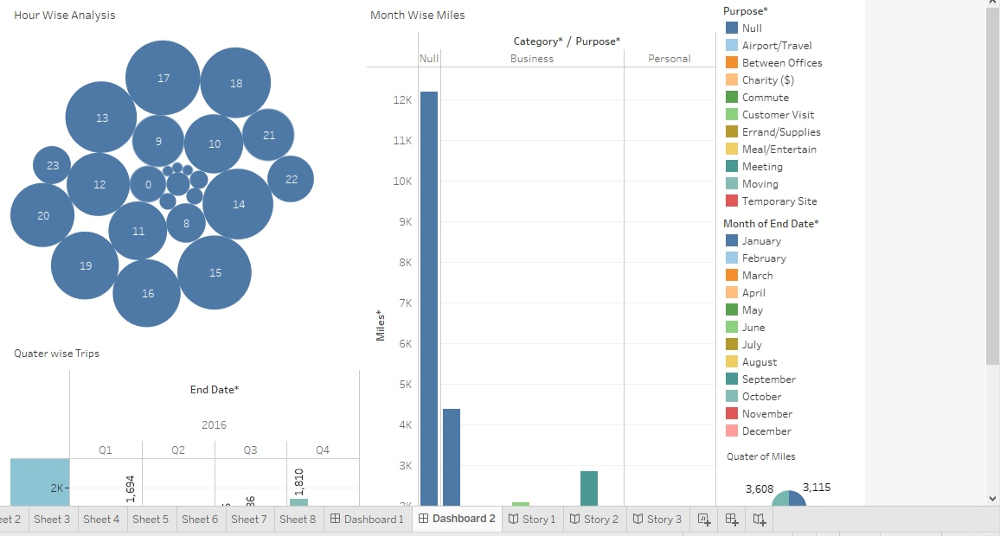 Hour Wise Analysis
17
18
13
9
10
21
23
12
0
22
20
14
11
8
19
15
16
Quater wise Trips
End Date*
2016
Q1 Q2 Q3 Q4
2K
1,694
1,810
Month Wise Miles
Category* / Purpose*
Null Business Personal
12K
11K
10K
9K
8K
7K
6K
5K
4K
3K
Miles*
Purpose*
Null
Airport/Travel
Between Offices
Charity ($)
Commute
Customer Visit
Errand/Supplies
Meal/Entertain
Meeting
Moving
Temporary Site
Month of End Date*
January
February
March
April
May
June
July
August
September
October
November
December
Quater of Miles
3,608 3,115
Sheet 3 Sheet 4 Sheet 5 Sheet 6 Sheet 7 Sheet 8 Dashboard 1 Dashboard 2 Story 1 Story 2 Story 3